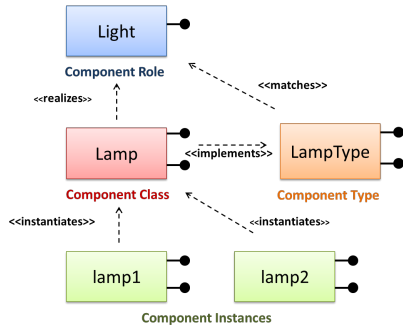 Light
Component Role
<<matches>>
<<realizes>>
Lamp
<<implements>>
LampType
Component Class
Component Type
<<instantiates>>
<<instantiates>>
lamp1
lamp2
Component Instances